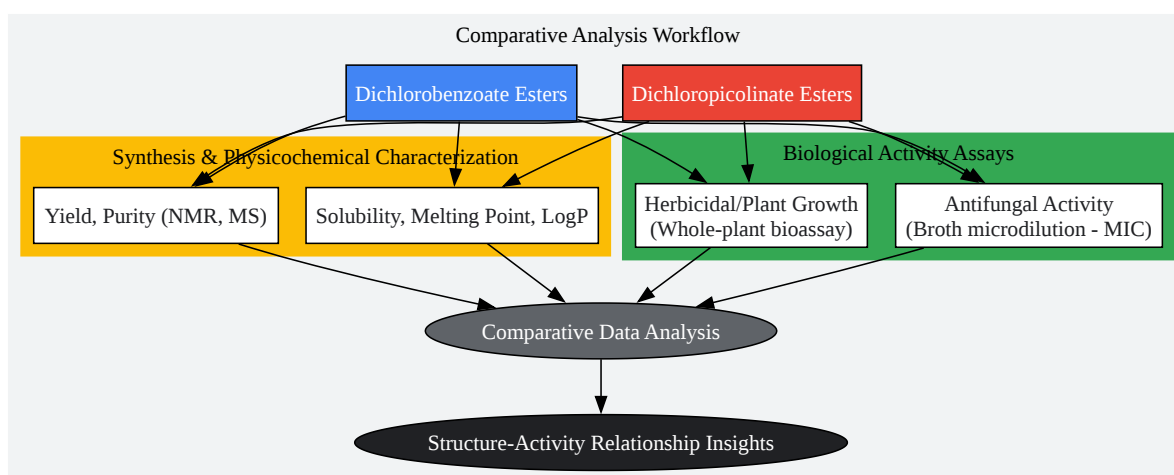 Comparative Analysis Workflow
Dichlorobenzoate Esters
Dichloropicolinate Esters
Synthesis & Physicochemical Characterization
Biological Activity Assays
Yield, Purity (NMR, MS)
Solubility, Melting Point, LogP
Herbicidal/Plant Growth
(Whole-plant bioassay)
Antifungal Activity
(Broth microdilution - MIC)
Comparative Data Analysis
Structure-Activity Relationship Insights